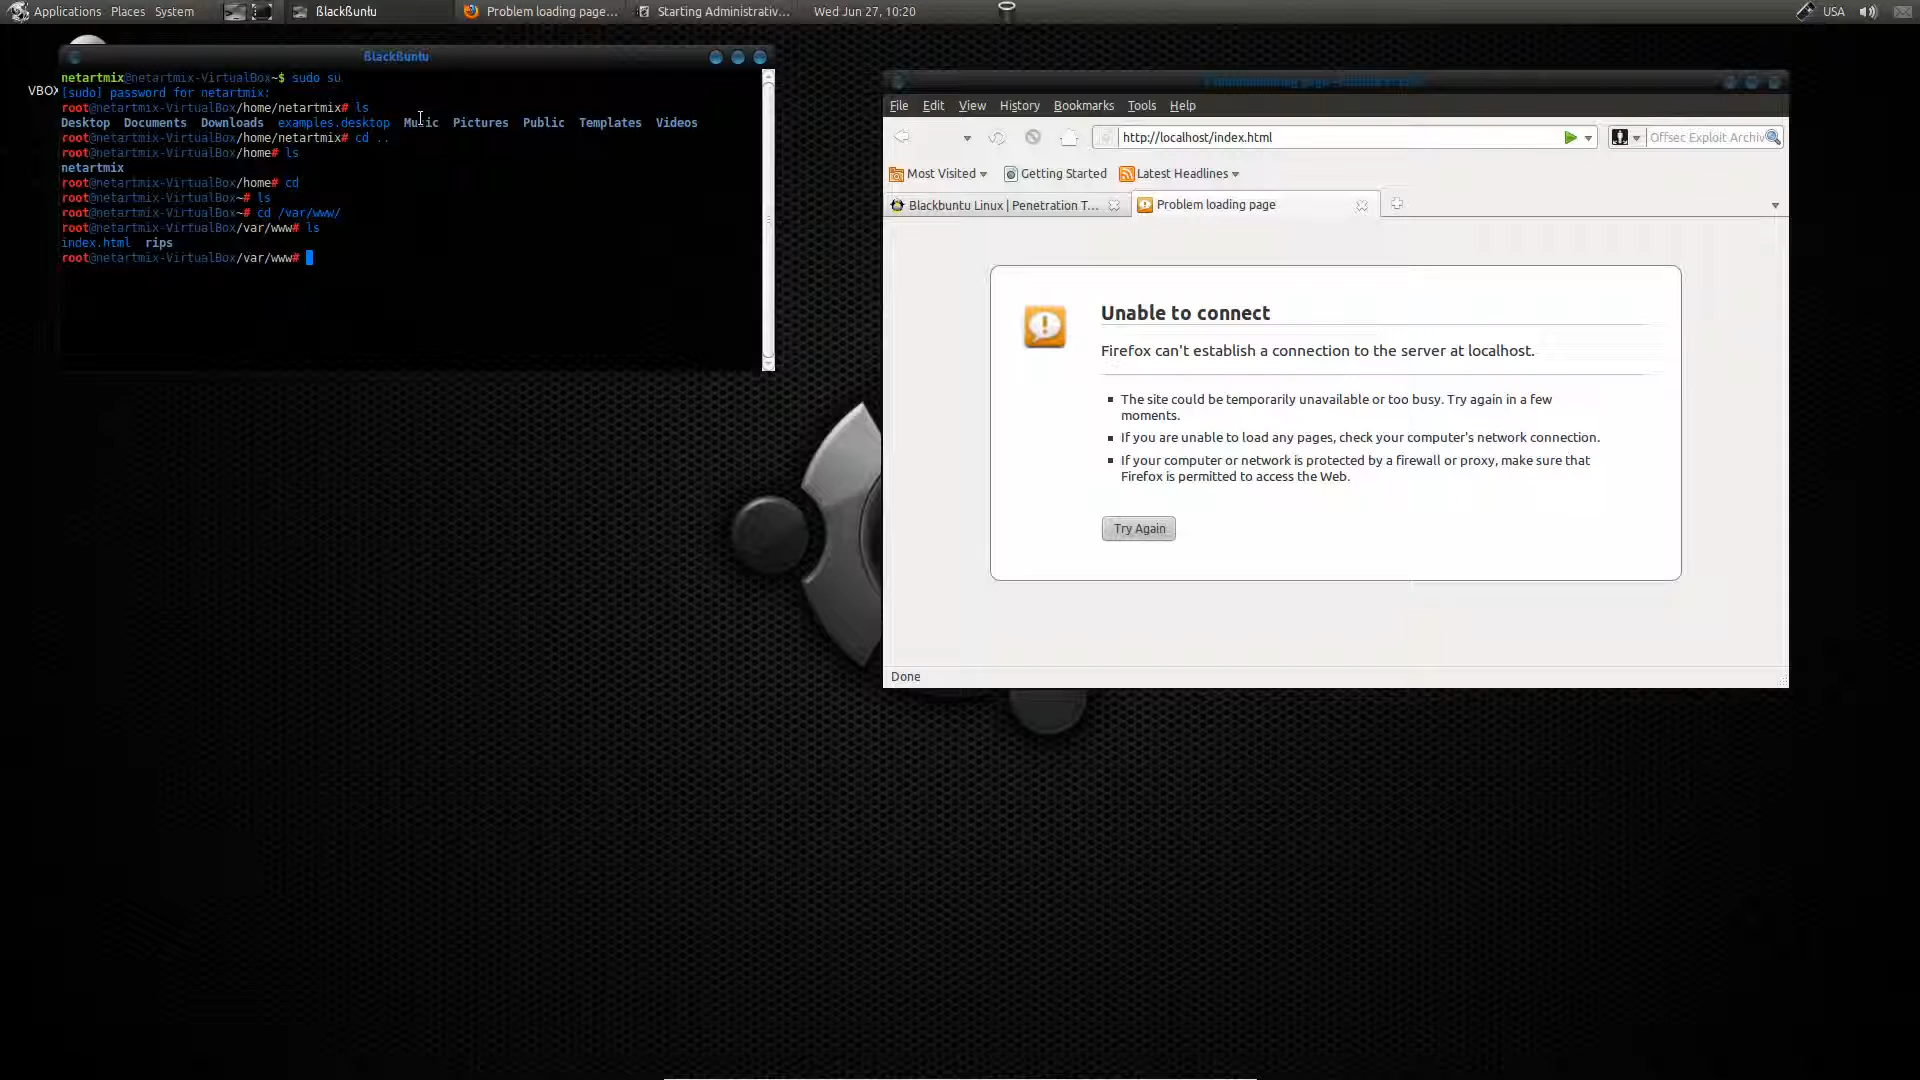 Applications Places System
ßlackßunłu
Problem loading page...
Starting Administrativ...
Wed Jun 27, 10:20
USA
VBOX
ßlackßunłu
netartmix@netartmix-VirtualBox~$ sudo su
[sudo] password for netartmix:
root@netartmix-VirtualBox/home/netartmix# ls
Desktop Documents Downloads examples.desktop Music Pictures Public Templates Videos
root@netartmix-VirtualBox/home/netartmix# cd ..
root@netartmix-VirtualBox/home# ls
netartmix
root@netartmix-VirtualBox/home# cd
root@netartmix-VirtualBox~# ls
root@netartmix-VirtualBox~# cd /var/www/
root@netartmix-VirtualBox/var/www# ls
index.html rips
root@netartmix-VirtualBox/var/www#
File Edit View History Bookmarks Tools Help
http://localhost/index.html
Offsec Exploit Archiv
Most Visited Getting Started Latest Headlines
Blackbuntu Linux | Penetration T...
Problem loading page
Unable to connect
Firefox can't establish a connection to the server at localhost.
The site could be temporarily unavailable or too busy. Try again in a few
moments.
If you are unable to load any pages, check your computer's network connection.
If your computer or network is protected by a firewall or proxy, make sure that
Firefox is permitted to access the Web.
Try Again
Done